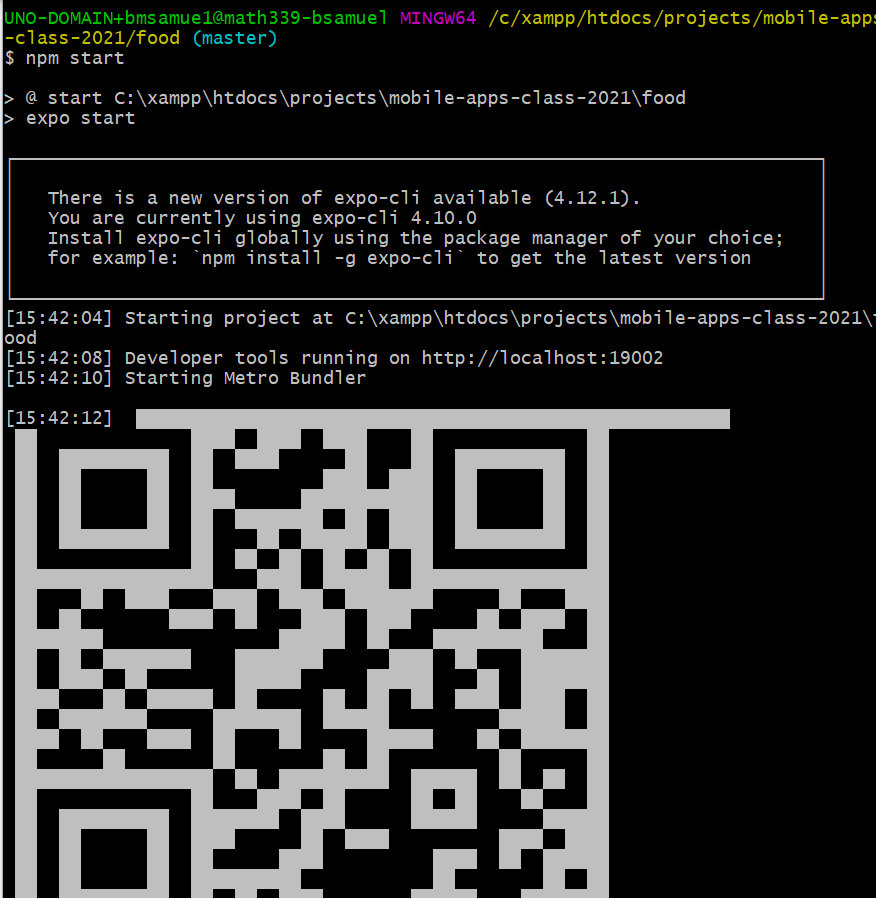 UNO-DOMAIN+bmsamue1@math339-bsamuel MINGW64 /c/xampp/htdocs/projects/mobile-apps
-class-2021/food (master)
$ npm start
> @ start C:\xampp\htdocs\projects\mobile-apps-class-2021\food
> expo start
There is a new version of expo-cli available (4.12.1).
You are currently using expo-cli 4.10.0
Install expo-cli globally using the package manager of your choice;
for example: `npm install -g expo-cli` to get the latest version
[15:42:04] Starting project at C:\xampp\htdocs\projects\mobile-apps-class-2021\f
ood
[15:42:08] Developer tools running on http://localhost:19002
[15:42:10] Starting Metro Bundler
[15:42:12]